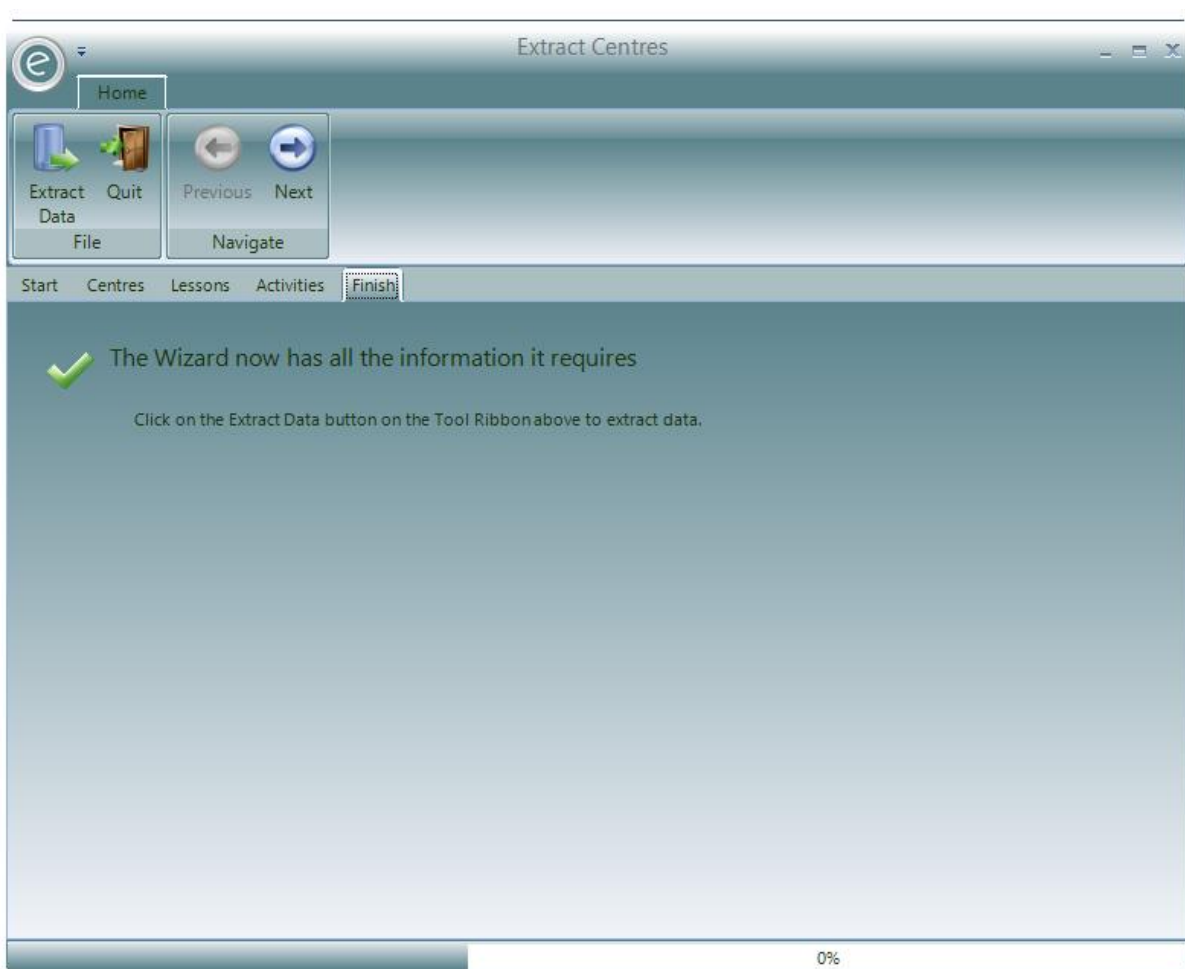 e
Extract Centres
Home
Extract Data
Quit
Previous
Next
File
Navigate
Start Centres Lessons Activities Finish
The Wizard now has all the information it requires
Click on the Extract Data button on the Tool Ribbon above to extract data.
0%